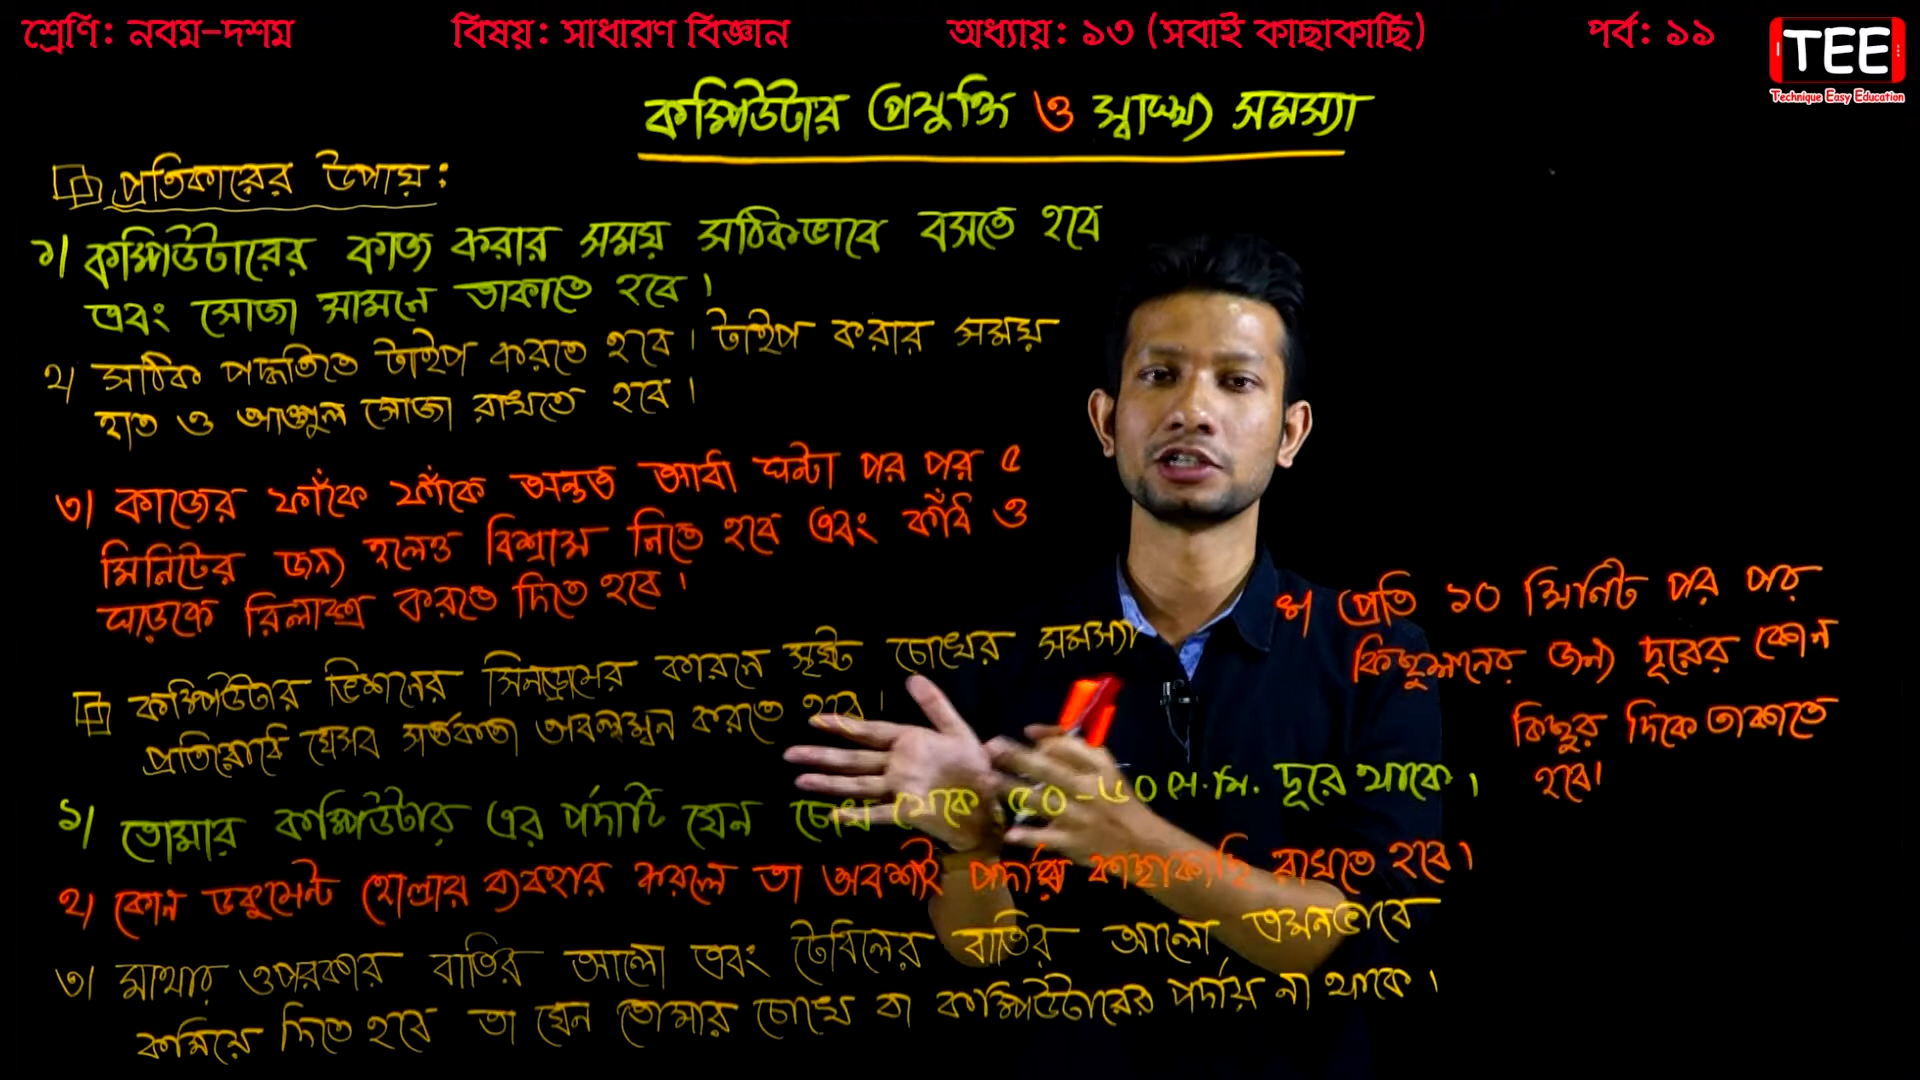 শ্রেণি: নবম-দশম
বিষয়: সাধারণ বিজ্ঞান
অধ্যায়: ১৩ (সবাই কাছাকাছি)
পর্ব: ১১
TEE
Technique Easy Education
কম্পিউটার প্রযুক্তি ও স্বাস্থ্য সমস্যা
প্রতিকারের উপায়:
১। কম্পিউটারের কাজ করার সময় সঠিকভাবে বসতে হবে
এবং সোজা সামনে তাকাতে হবে।
২। সঠিক পদ্ধতিতে টাইপ করতে হবে। টাইপ করার সময়
হাত ও আঙ্গুল সোজা রাখতে হবে।
৩। কাজের ফাঁকে ফাঁকে অন্তত আধা ঘন্টা পর পর ৫
মিনিটের জন্য হলেও বিশ্রাম নিতে হবে এবং কাঁধ ও
ঘাড়কে রিলাক্স করতে দিতে হবে।
কম্পিউটার ভিশনের সিনড্রোমের কারনে সৃষ্ট চোখের সমস্যা
প্রতিরোধে যেসব সর্তকতা অবলম্বন করতে হবে।
১। তোমার কম্পিউটার এর পর্দাটি যেন চোখ থেকে ৫০-৬০ সে.মি. দূরে থাকে।
২। কোন ডকুমেন্ট হোল্ডার ব্যবহার করলে তা অবশ্যই পর্দার কাছাকাছি রাখতে হবে।
৩। মাথার ওপরকার বাতির আলো এবং টেবিলের বাতির আলো এমনভাবে
কমিয়ে দিতে হবে তা যেন তোমার চোখে বা কম্পিউটারের পর্দায় না থাকে।
৪। প্রতি ১০ মিনিট পর পর
কিছুক্ষনের জন্য দূরের কোন
কিছুর দিকে তাকাতে
হবে।